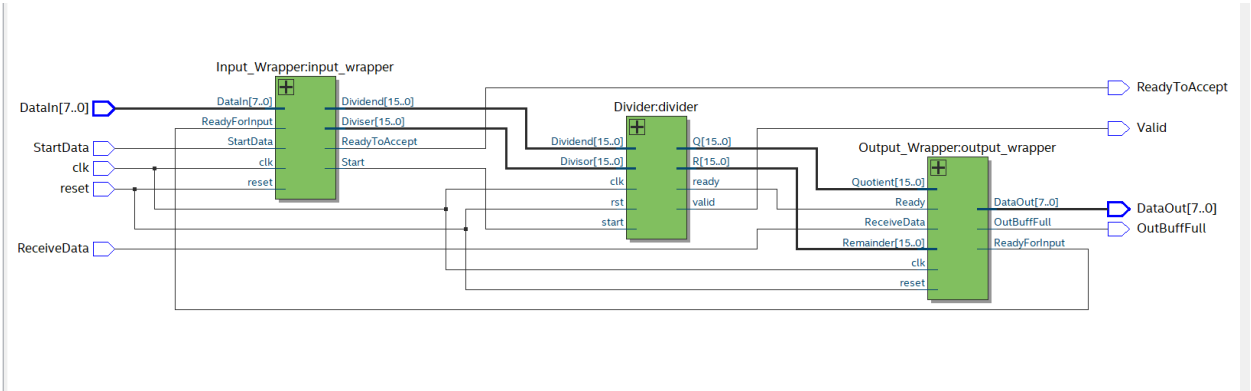 Input_Wrapper:input_wrapper
DataIn[7..0]
StartData
clk
reset
ReceiveData
DataIn[7..0]
ReadyForInput
StartData
clk
reset
Dividend[15..0]
Diviser[15..0]
ReadyToAccept
Start
Divider:divider
Dividend[15..0]
Divisor[15..0]
clk
rst
start
Q[15..0]
R[15..0]
ready
valid
Output_Wrapper:output_wrapper
Quotient[15..0]
Ready
ReceiveData
Remainder[15..0]
clk
reset
DataOut[7..0]
OutBuffFull
ReadyForInput
ReadyToAccept
Valid
DataOut[7..0]
OutBuffFull